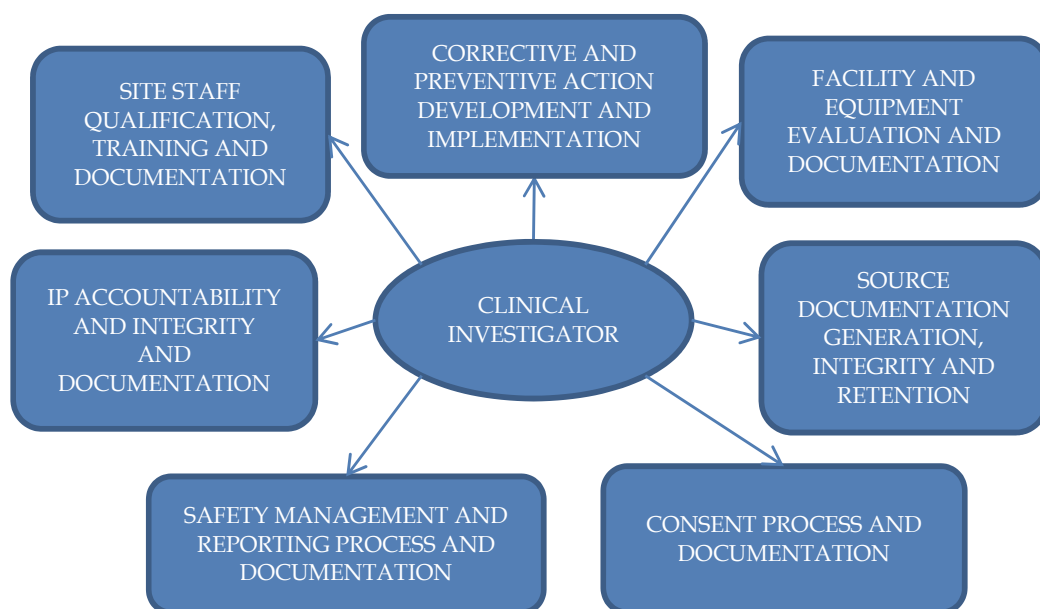 SITE STAFF
QUALIFICATION,
TRAINING AND
DOCUMENTATION
CORRECTIVE AND
PREVENTIVE ACTION
DEVELOPMENT AND
IMPLEMENTATION
FACILITY AND
EQUIPMENT
EVALUATION AND
DOCUMENTATION
IP ACCOUNTABILITY
AND INTEGRITY
AND
DOCUMENTATION
CLINICAL
INVESTIGATOR
SOURCE
DOCUMENTATION
GENERATION,
INTEGRITY AND
RETENTION
SAFETY MANAGEMENT AND
REPORTING PROCESS AND
DOCUMENTATION
CONSENT PROCESS AND
DOCUMENTATION